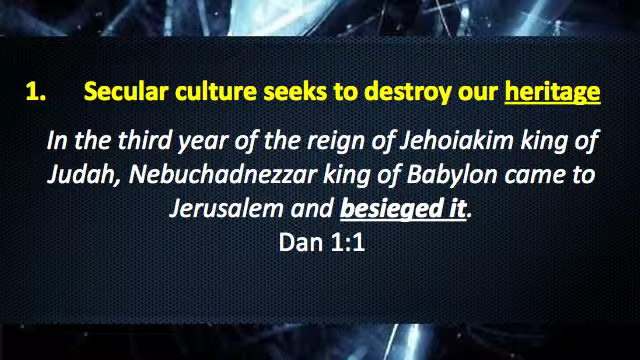 1. Secular culture seeks to destroy our heritage
In the third year of the reign of Jehoiakim king of
Judah, Nebuchadnezzar king of Babylon came to
Jerusalem and besieged it.
Dan 1:1